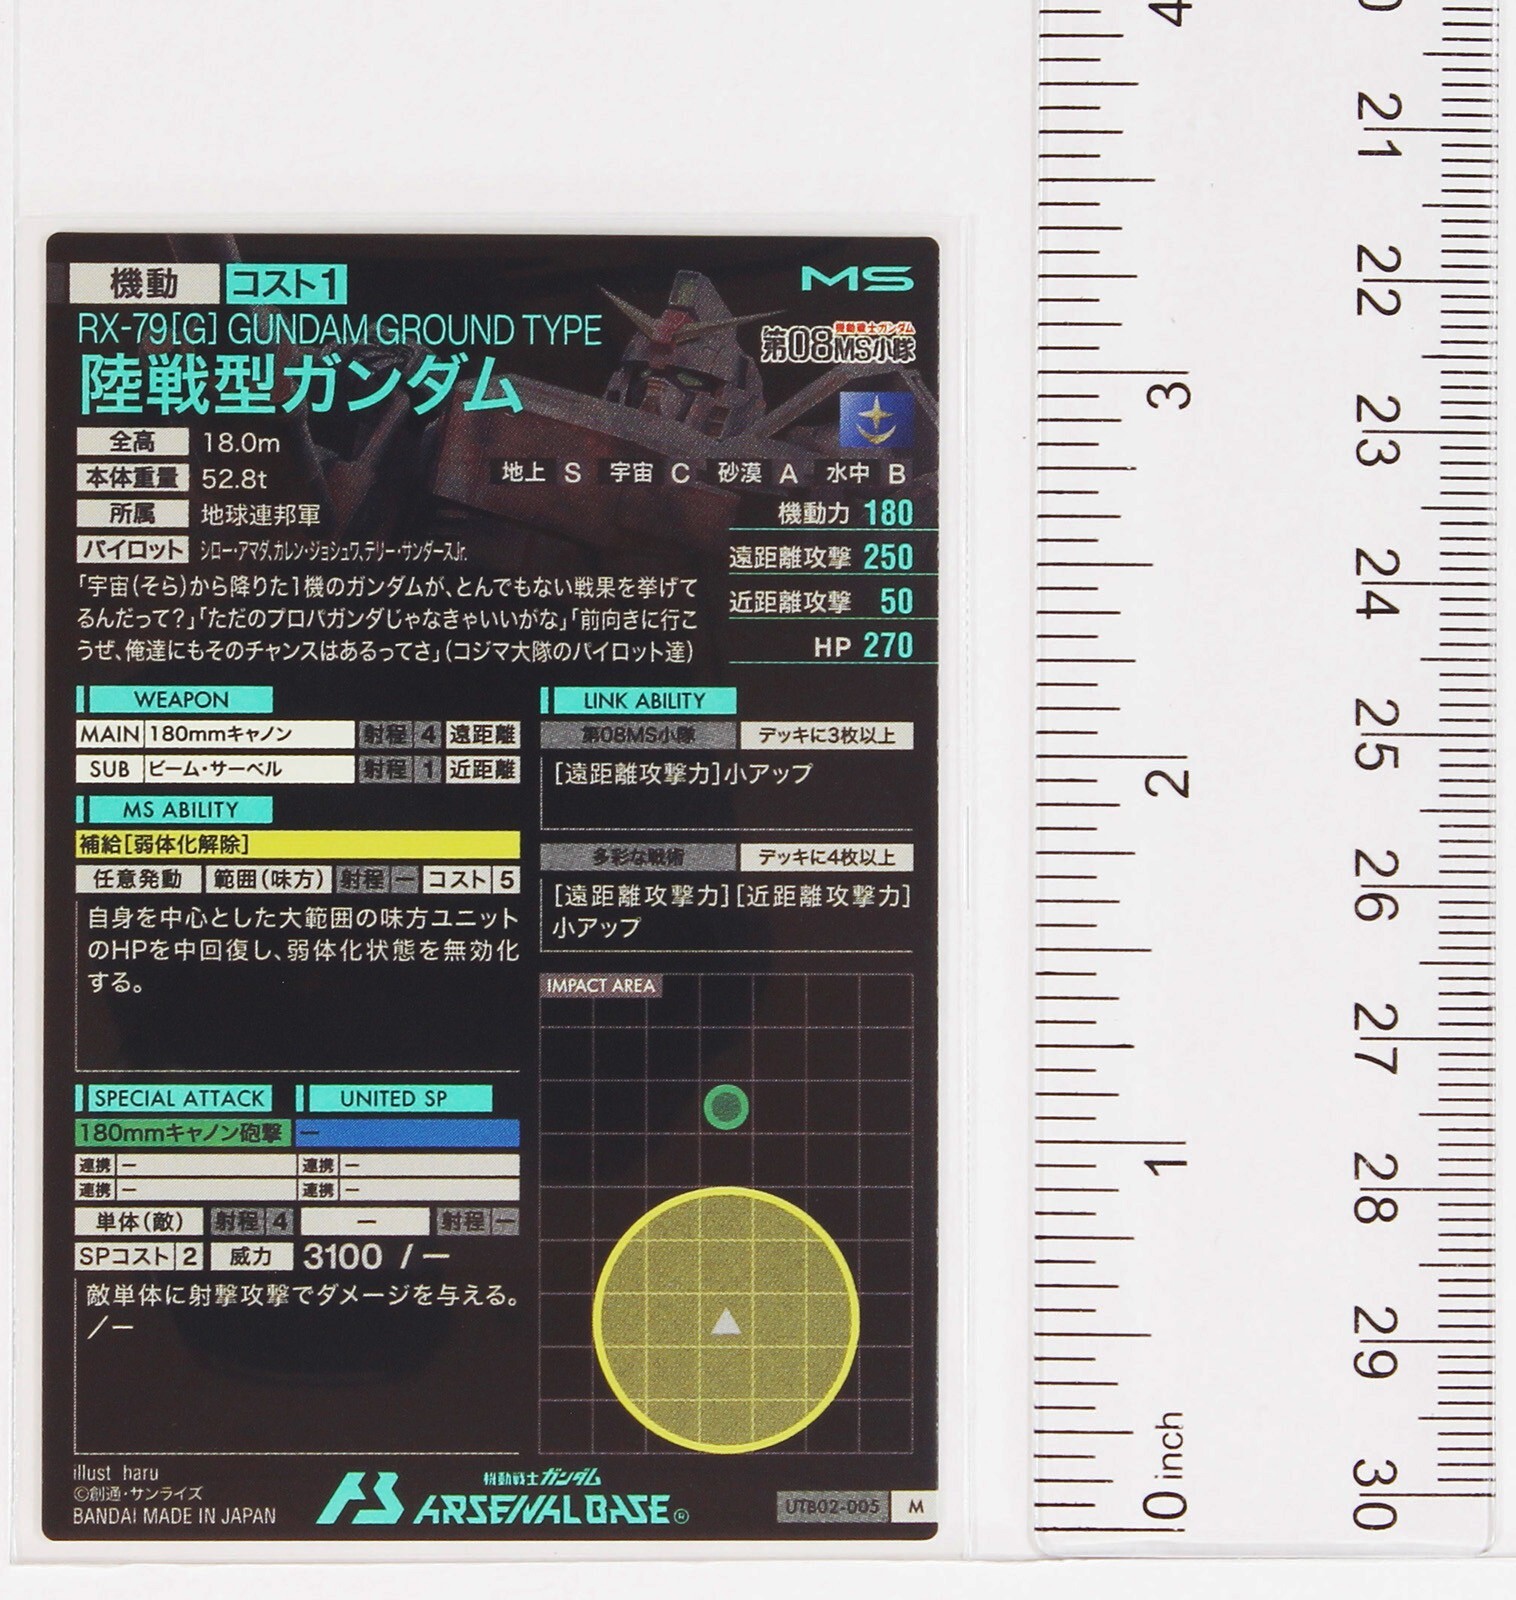 機動 コスト1 MS
RX-79[G] GUNDAM GROUND TYPE
陸戦型ガンダム
機動戦士ガンダム
第08MS小隊
全高 18.0m
本体重量 52.8t
地上 S 宇宙 C 砂漠 A 水中 B
所属 地球連邦軍
パイロット シロー・アマダ,カレン・ジョシュワ,テリー・サンダースJr.
機動力 180
遠距離攻撃 250
近距離攻撃 50
HP 270
「宇宙(そら)から降りた1機のガンダムが、とんでもない戦果を挙げて
るんだって?」「ただのプロパガンダじゃなきゃいいがな」「前向きに行こ
うぜ、俺達にもそのチャンスはあるってさ」(コジマ大隊のパイロット達)
WEAPON
MAIN 180mmキャノン 射程 4 遠距離
SUB ビーム・サーベル 射程 1 近距離
MS ABILITY
補給[弱体化解除]
任意発動 範囲(味方) 射程 ー コスト 5
自身を中心とした大範囲の味方ユニット
のHPを中回復し、弱体化状態を無効化
する。
LINK ABILITY
第08MS小隊 デッキに3枚以上
[遠距離攻撃力]小アップ
多彩な戦術 デッキに4枚以上
[遠距離攻撃力][近距離攻撃力]
小アップ
IMPACT AREA
SPECIAL ATTACK UNITED SP
180mmキャノン砲撃 ー
連携 ー 連携 ー
連携 ー 連携 ー
単体(敵) 射程 4 ー 射程 ー
SPコスト 2 威力 3100 / ー
敵単体に射撃攻撃でダメージを与える。
/ー
illust haru
©創通・サンライズ
BANDAI MADE IN JAPAN
機動戦士ガンダム
ARSENAL BASE®
UTB02-005 M
4
3
2
1
0 inch
0
21
22
23
24
25
26
27
28
29
30